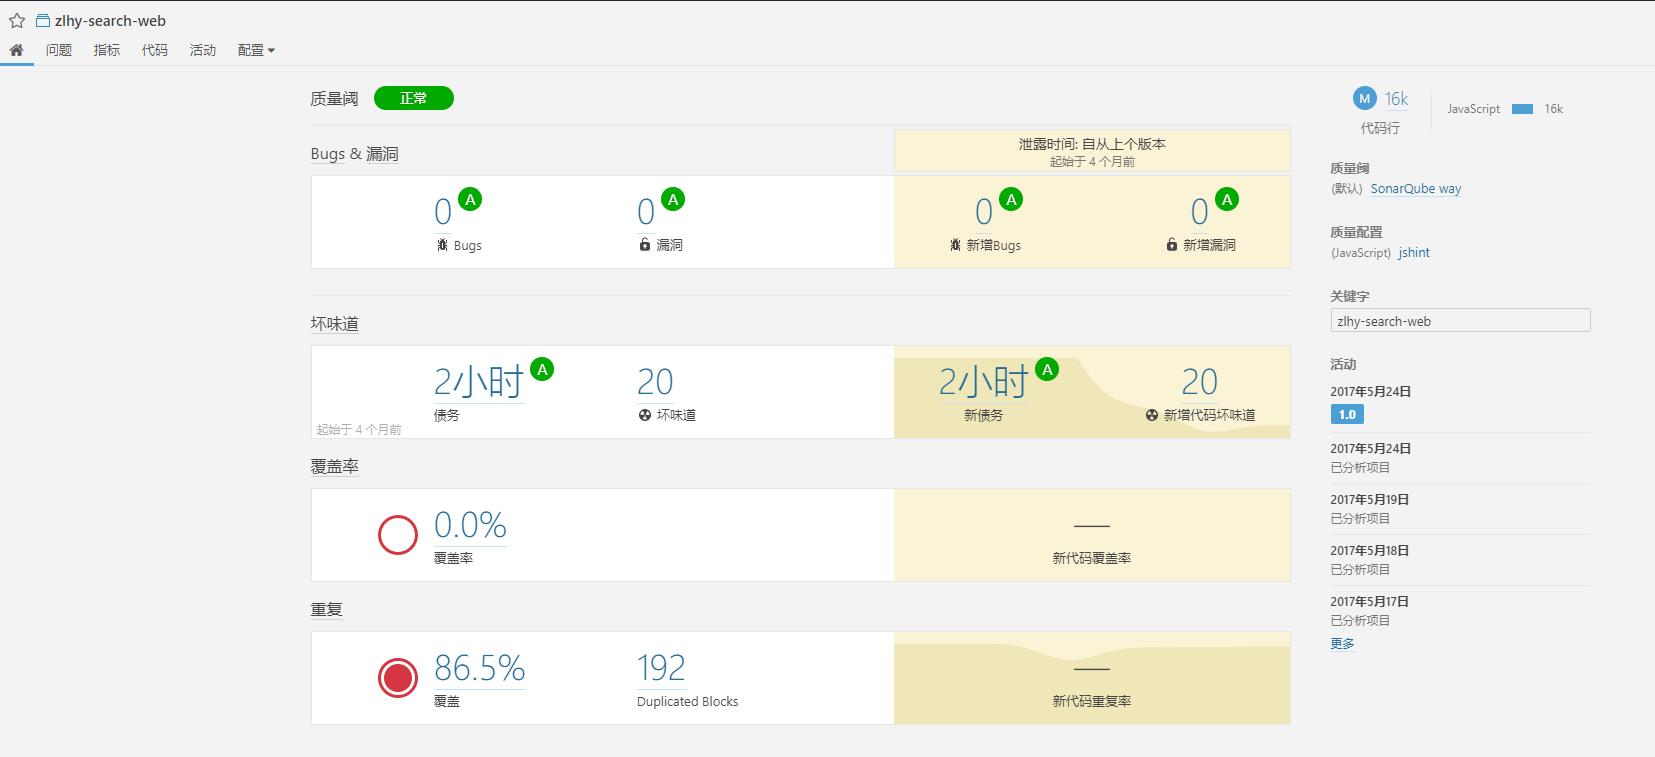 zlhy-search-web
问题 指标 代码 活动 配置
质量阈 正常
Bugs & 漏洞
泄露时间: 自从上个版本
起始于 4 个月前
0 A
Bugs
0 A
漏洞
0 A
新增Bugs
0 A
新增漏洞
坏味道
2小时 A
债务
20
坏味道
起始于 4 个月前
2小时 A
新债务
20
新增代码坏味道
覆盖率
0.0%
覆盖率
——
新代码覆盖率
重复
86.5%
覆盖
192
Duplicated Blocks
——
新代码重复率
M 16k
代码行
JavaScript 16k
质量阈
(默认) SonarQube way
质量配置
(JavaScript) jshint
关键字
zlhy-search-web
活动
2017年5月24日
1.0
2017年5月24日
已分析项目
2017年5月19日
已分析项目
2017年5月18日
已分析项目
2017年5月17日
已分析项目
更多